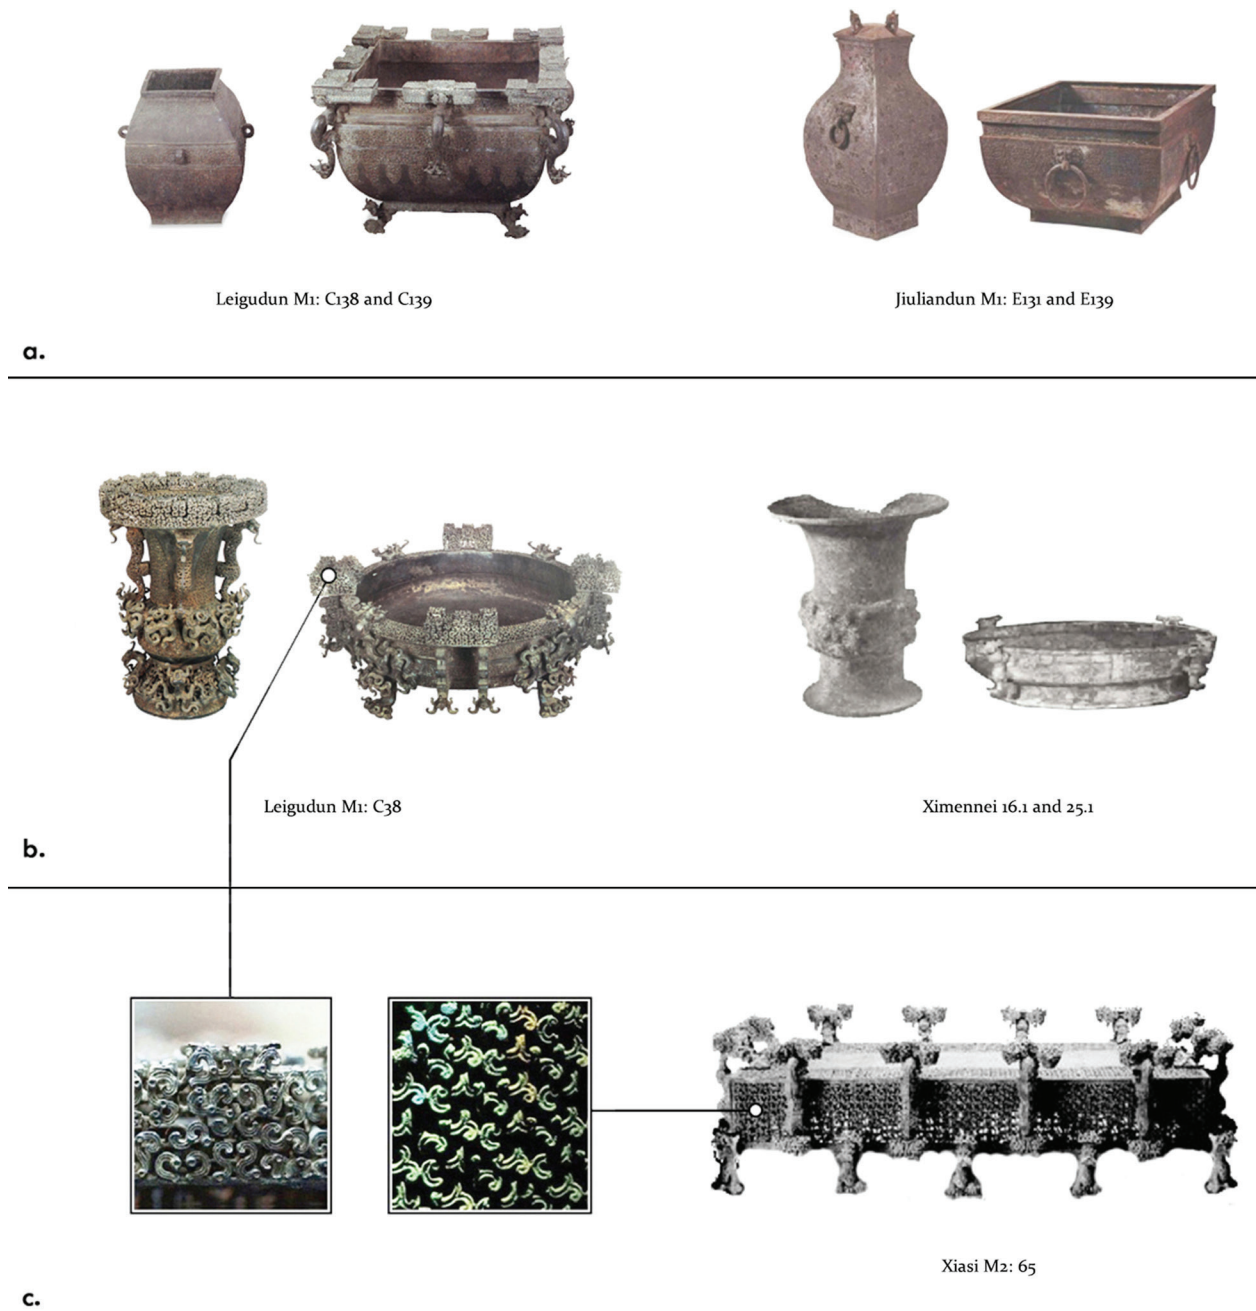 Leigudun M1: C138 and C139
Jiuliandun M1: E131 and E139
a.
Leigudun M1: C38
Ximennei 16.1 and 25.1
b.
Xiasi M2: 65
c.